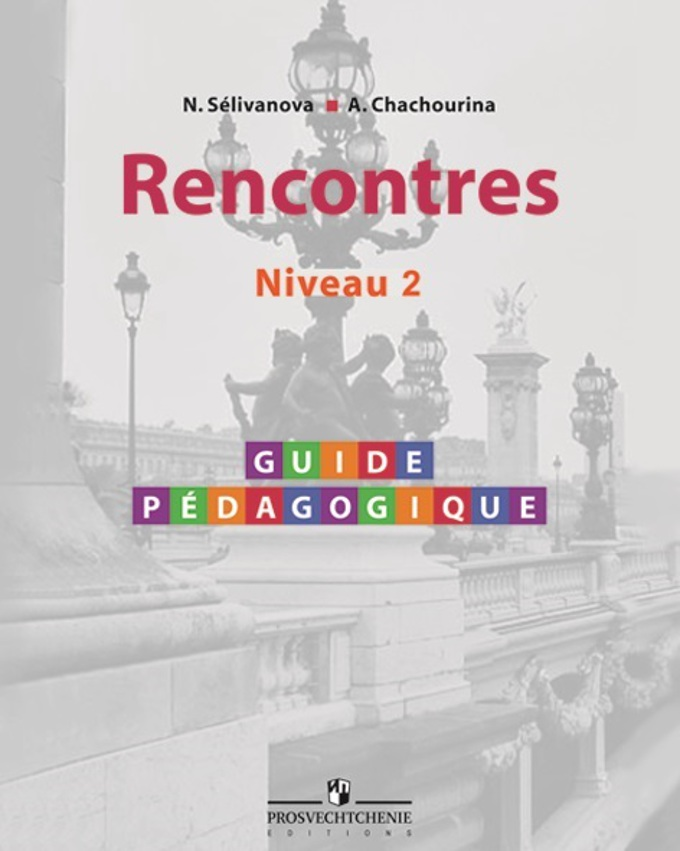 N. Sélivanova ■ A. Chachourina
Rencontres
Niveau 2
GUIDE
PÉDAGOGIQUE
PROSVECHTCHENIE
EDITIONS